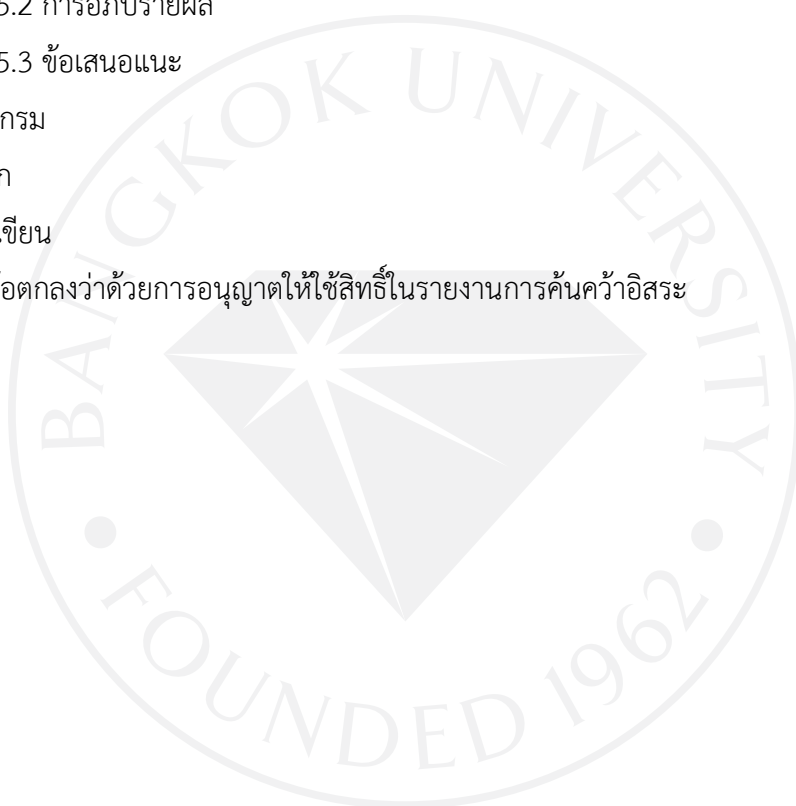 5.2 การอภิปรายผล
5.3 ข้อเสนอแนะ
กรม
ก
เขียน
อตกลงว่าด้วยการอนุญาตให้ใช้สิทธิ์ในรายงานการค้นคว้าอิสระ
BANGKOK UNIVERSITY
FOUNDED 1962